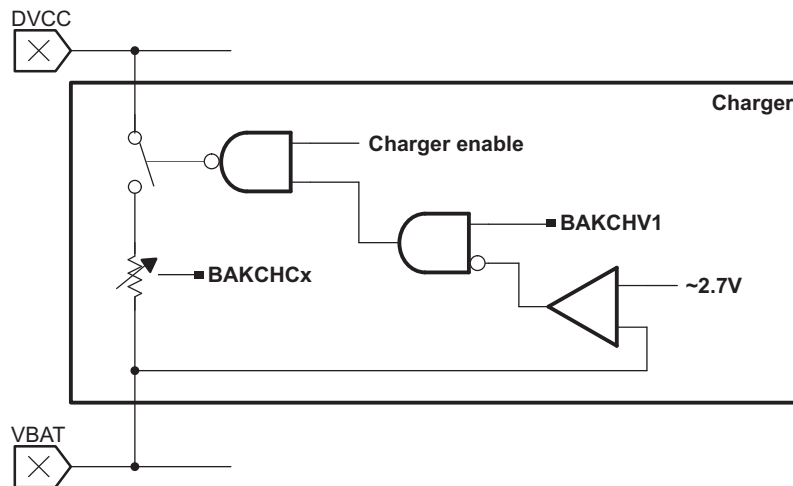 DVCC
Charger
Charger enable
BAKCHV1
BAKCHCx
~2.7V
VBAT